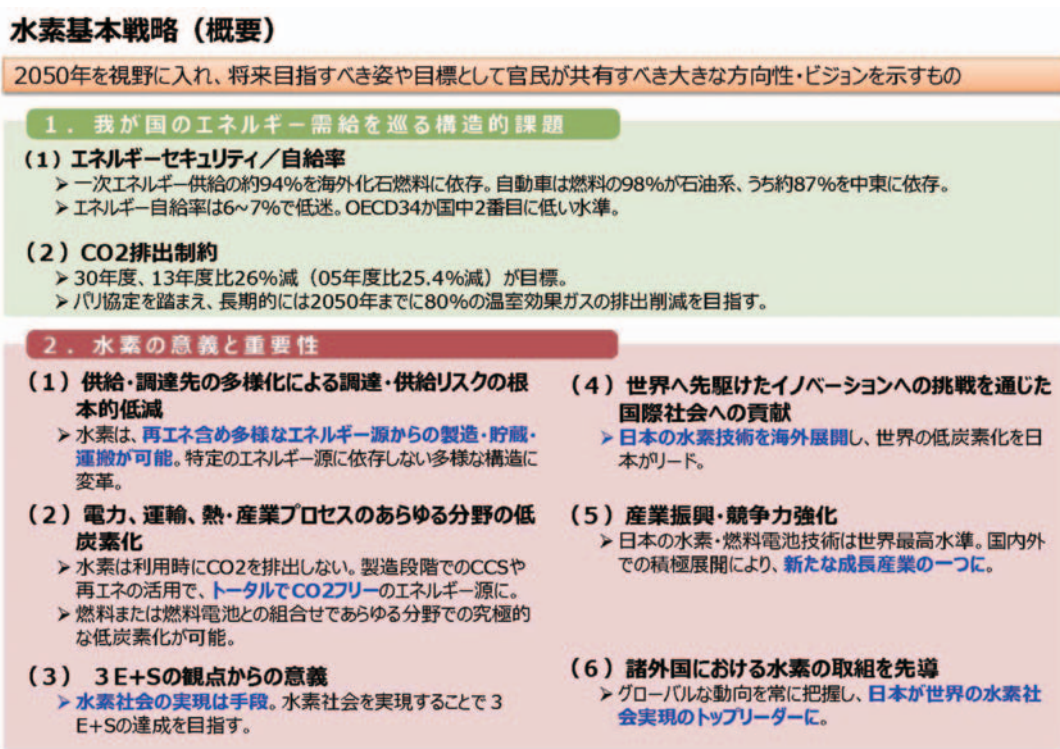 水素基本戦略（概要）
2050年を視野に入れ、将来目指すべき姿や目標として官民が共有すべき大きな方向性・ビジョンを示すもの
１．我が国のエネルギー需給を巡る構造的課題
（１）エネルギーセキュリティ／自給率
➢ 一次エネルギー供給の約94%を海外化石燃料に依存。自動車は燃料の98%が石油系、うち約87%を中東に依存。
➢ エネルギー自給率は6~7%で低迷。OECD34か国中2番目に低い水準。
（２）CO2排出制約
➢ 30年度、13年度比26%減（05年度比25.4%減）が目標。
➢ パリ協定を踏まえ、長期的には2050年までに80%の温室効果ガスの排出削減を目指す。
２．水素の意義と重要性
（１）供給・調達先の多様化による調達・供給リスクの根
本的低減
➢ 水素は、再エネ含め多様なエネルギー源からの製造・貯蔵・
運搬が可能。特定のエネルギー源に依存しない多様な構造に
変革。
（２）電力、運輸、熱・産業プロセスのあらゆる分野の低
炭素化
➢ 水素は利用時にCO2を排出しない。製造段階でのCCSや
再エネの活用で、トータルでCO2フリーのエネルギー源に。
➢ 燃料または燃料電池との組合せであらゆる分野での究極的
な低炭素化が可能。
（３） ３E+Sの観点からの意義
➢ 水素社会の実現は手段。水素社会を実現することで３
E+Sの達成を目指す。
（４）世界へ先駆けたイノベーションへの挑戦を通じた
国際社会への貢献
➢ 日本の水素技術を海外展開し、世界の低炭素化を日
本がリード。
（５）産業振興・競争力強化
➢ 日本の水素・燃料電池技術は世界最高水準。国内外
での積極展開により、新たな成長産業の一つに。
（６）諸外国における水素の取組を先導
➢ グローバルな動向を常に把握し、日本が世界の水素社
会実現のトップリーダーに。